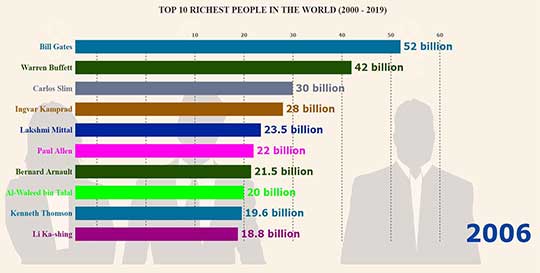 TOP 10 RICHEST PEOPLE IN THE WORLD (2000 - 2019)
10 20 30 40 50 60
Bill Gates 52 billion
Warren Buffett 42 billion
Carlos Slim 30 billion
Ingvar Kamprad 28 billion
Lakshmi Mittal 23.5 billion
Paul Allen 22 billion
Bernard Arnault 21.5 billion
Al-Waleed bin Talal 20 billion
Kenneth Thomson 19.6 billion
Li Ka-shing 18.8 billion
2006